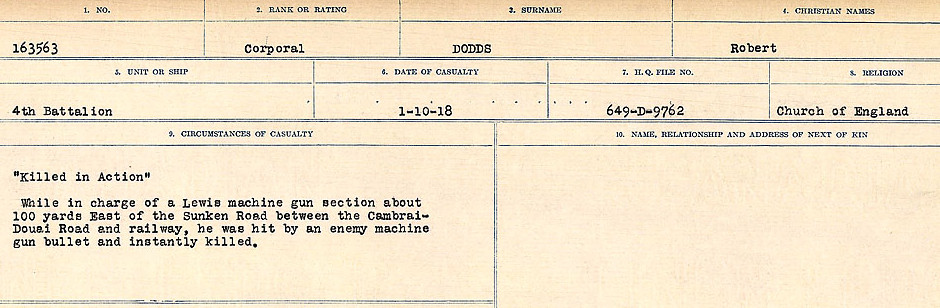 1. NO. 2. RANK OR RATING 3. SURNAME 4. CHRISTIAN NAMES
163563 Corporal DODDS Robert
5. UNIT OR SHIP 6. DATE OF CASUALTY 7. H.Q. FILE NO. 8. RELIGION
4th Battalion 1-10-18 649-D-9762 Church of England
9. CIRCUMSTANCES OF CASUALTY 10. NAME, RELATIONSHIP AND ADDRESS OF NEXT OF KIN
"Killed in Action"
While in charge of a Lewis machine gun section about
100 yards East of the Sunken Road between the Cambrai-
Douai Road and railway, he was hit by an enemy machine
gun bullet and instantly killed.